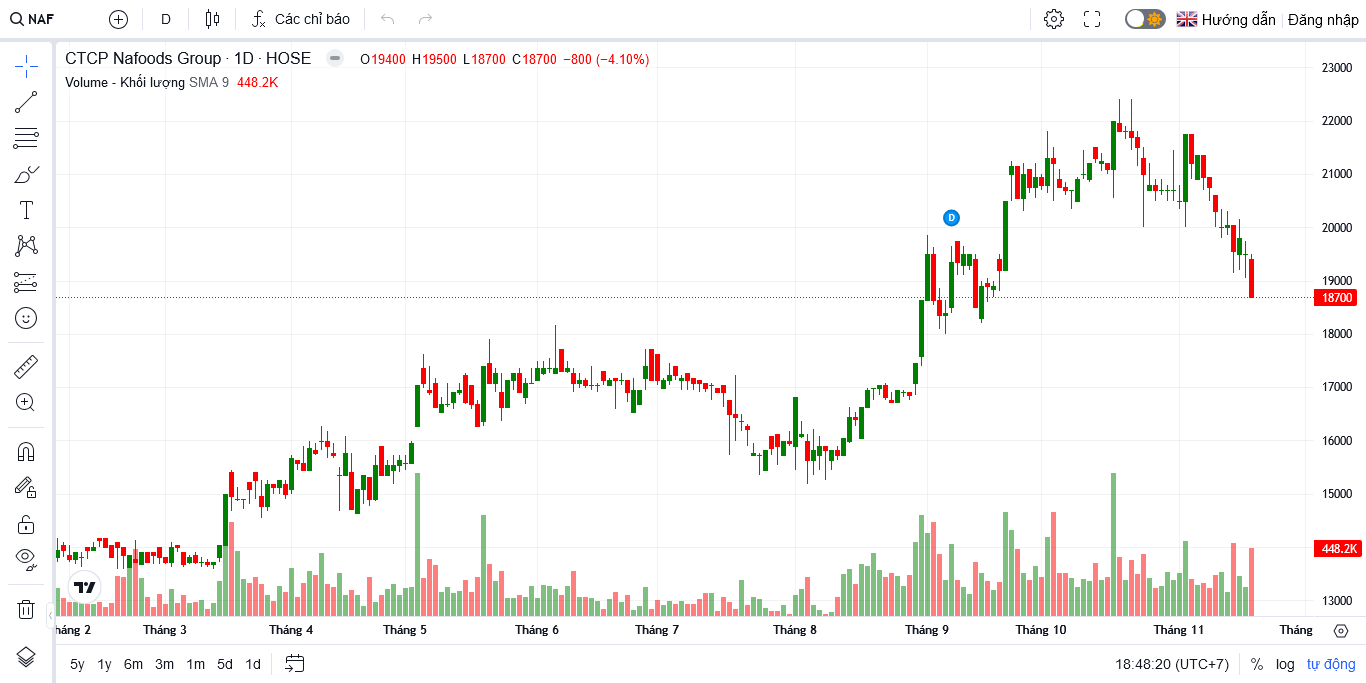 NAF D Các chỉ báo Hướng dẫn Đăng nhập
CTCP Nafoods Group · 1D · HOSE O19400 H19500 L18700 C18700 −800 (−4.10%)
Volume - Khối lượng SMA 9 448.2K
23000
22000
21000
D
20000
19000
18700
18000
17000
16000
15000
448.2K
13000
háng 2 Tháng 3 Tháng 4 Tháng 5 Tháng 6 Tháng 7 Tháng 8 Tháng 9 Tháng 10 Tháng 11 Tháng
5y 1y 6m 3m 1m 5d 1d 18:48:20 (UTC+7) % log tự động